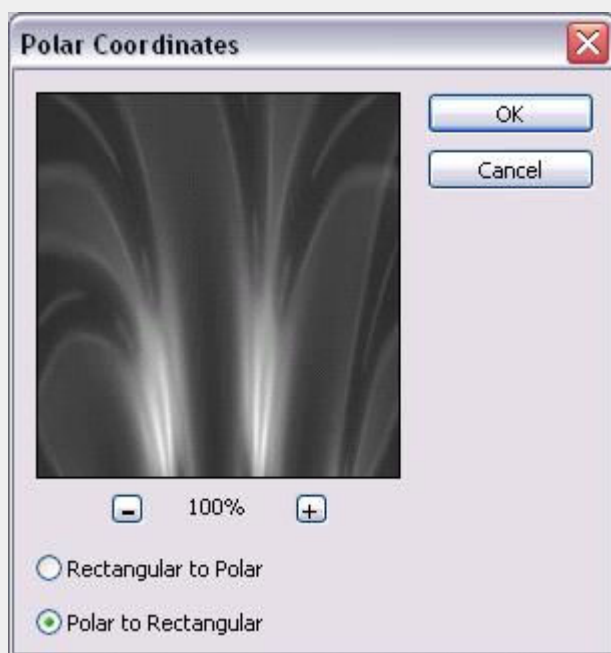 Polar Coordinates
OK
Cancel
- 100% +
Rectangular to Polar
Polar to Rectangular